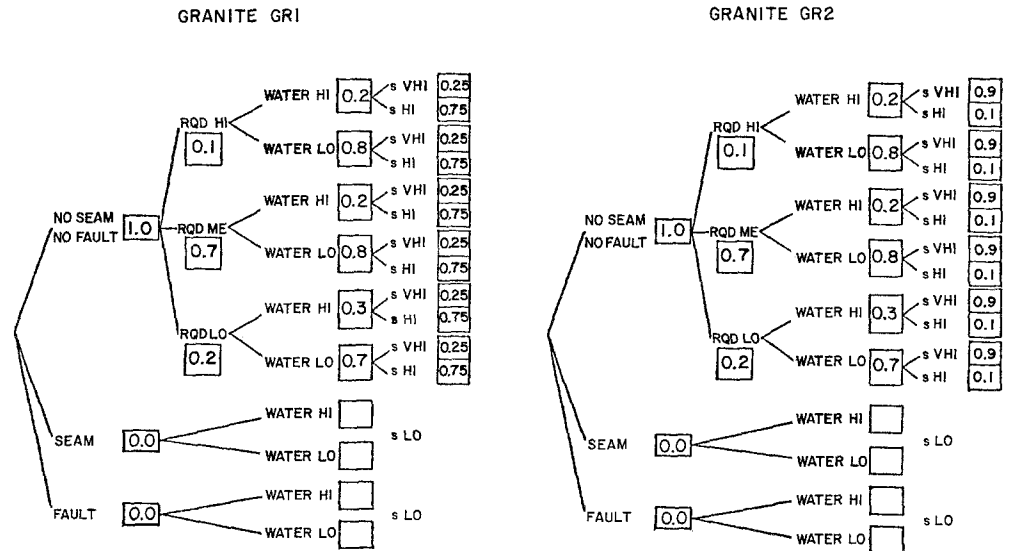 GRANITE GR1
WATER HI 0.2 s VHI 0.25
s HI 0.75
RQD HI
0.1
WATER LO 0.8 s VHI 0.25
s HI 0.75
WATER HI 0.2 s VHI 0.25
s HI 0.75
NO SEAM
NO FAULT 1.0
RQD ME
0.7
WATER LO 0.8 s VHI 0.25
s HI 0.75
WATER HI 0.3 s VHI 0.25
s HI 0.75
RQD LO
0.2
WATER LO 0.7 s VHI 0.25
s HI 0.75
WATER HI
SEAM 0.0
s LO
WATER LO
WATER HI
FAULT 0.0
s LO
WATER LO
GRANITE GR2
WATER HI 0.2 s VHI 0.9
s HI 0.1
RQD HI
0.1
WATER LO 0.8 s VHI 0.9
s HI 0.1
WATER HI 0.2 s VHI 0.9
s HI 0.1
NO SEAM
NO FAULT 1.0
RQD ME
0.7
WATER LO 0.8 s VHI 0.9
s HI 0.1
WATER HI 0.3 s VHI 0.9
s HI 0.1
RQD LO
0.2
WATER LO 0.7 s VHI 0.9
s HI 0.1
WATER HI
SEAM 0.0
s LO
WATER LO
WATER HI
FAULT 0.0
s LO
WATER LO